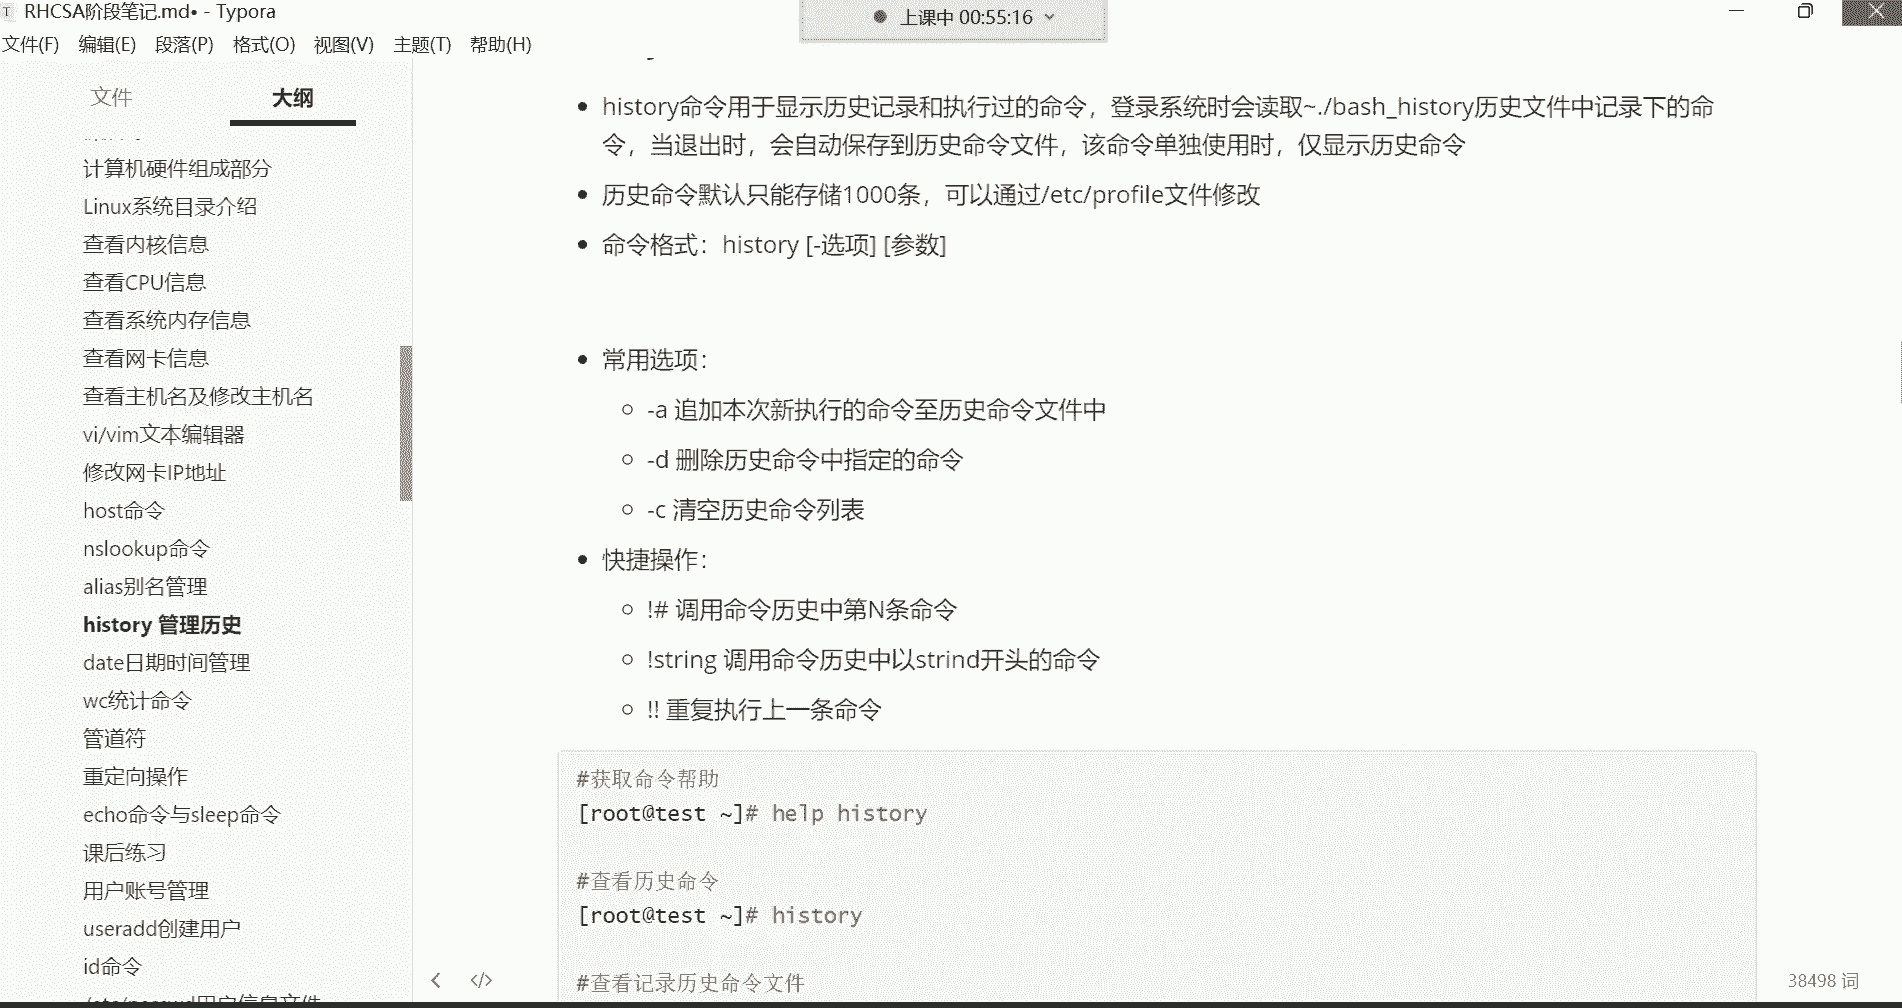 RHCSA阶段笔记.md• - Typora
上课中 00:55:16
文件(F) 编辑(E) 段落(P) 格式(O) 视图(V) 主题(T) 帮助(H)
文件 大纲
计算机硬件组成部分
Linux系统目录介绍
查看内核信息
查看CPU信息
查看系统内存信息
查看网卡信息
查看主机名及修改主机名
vi/vim文本编辑器
修改网卡IP地址
host命令
nslookup命令
alias别名管理
history 管理历史
date日期时间管理
wc统计命令
管道符
重定向操作
echo命令与sleep命令
课后练习
用户账号管理
useradd创建用户
id命令
/etc/passwd用户信息文件
history命令用于显示历史记录和执行过的命令，登录系统时会读取~./bash_history历史文件中记录下的命
令，当退出时，会自动保存到历史命令文件，该命令单独使用时，仅显示历史命令
历史命令默认只能存储1000条，可以通过/etc/profile文件修改
命令格式：history [-选项] [参数]
常用选项：
-a 追加本次新执行的命令至历史命令文件中
-d 删除历史命令中指定的命令
-c 清空历史命令列表
快捷操作：
!# 调用命令历史中第N条命令
!string 调用命令历史中以strind开头的命令
!! 重复执行上一条命令
#获取命令帮助
[root@test ~]# help history
#查看历史命令
[root@test ~]# history
#查看记录历史命令文件
38498 词